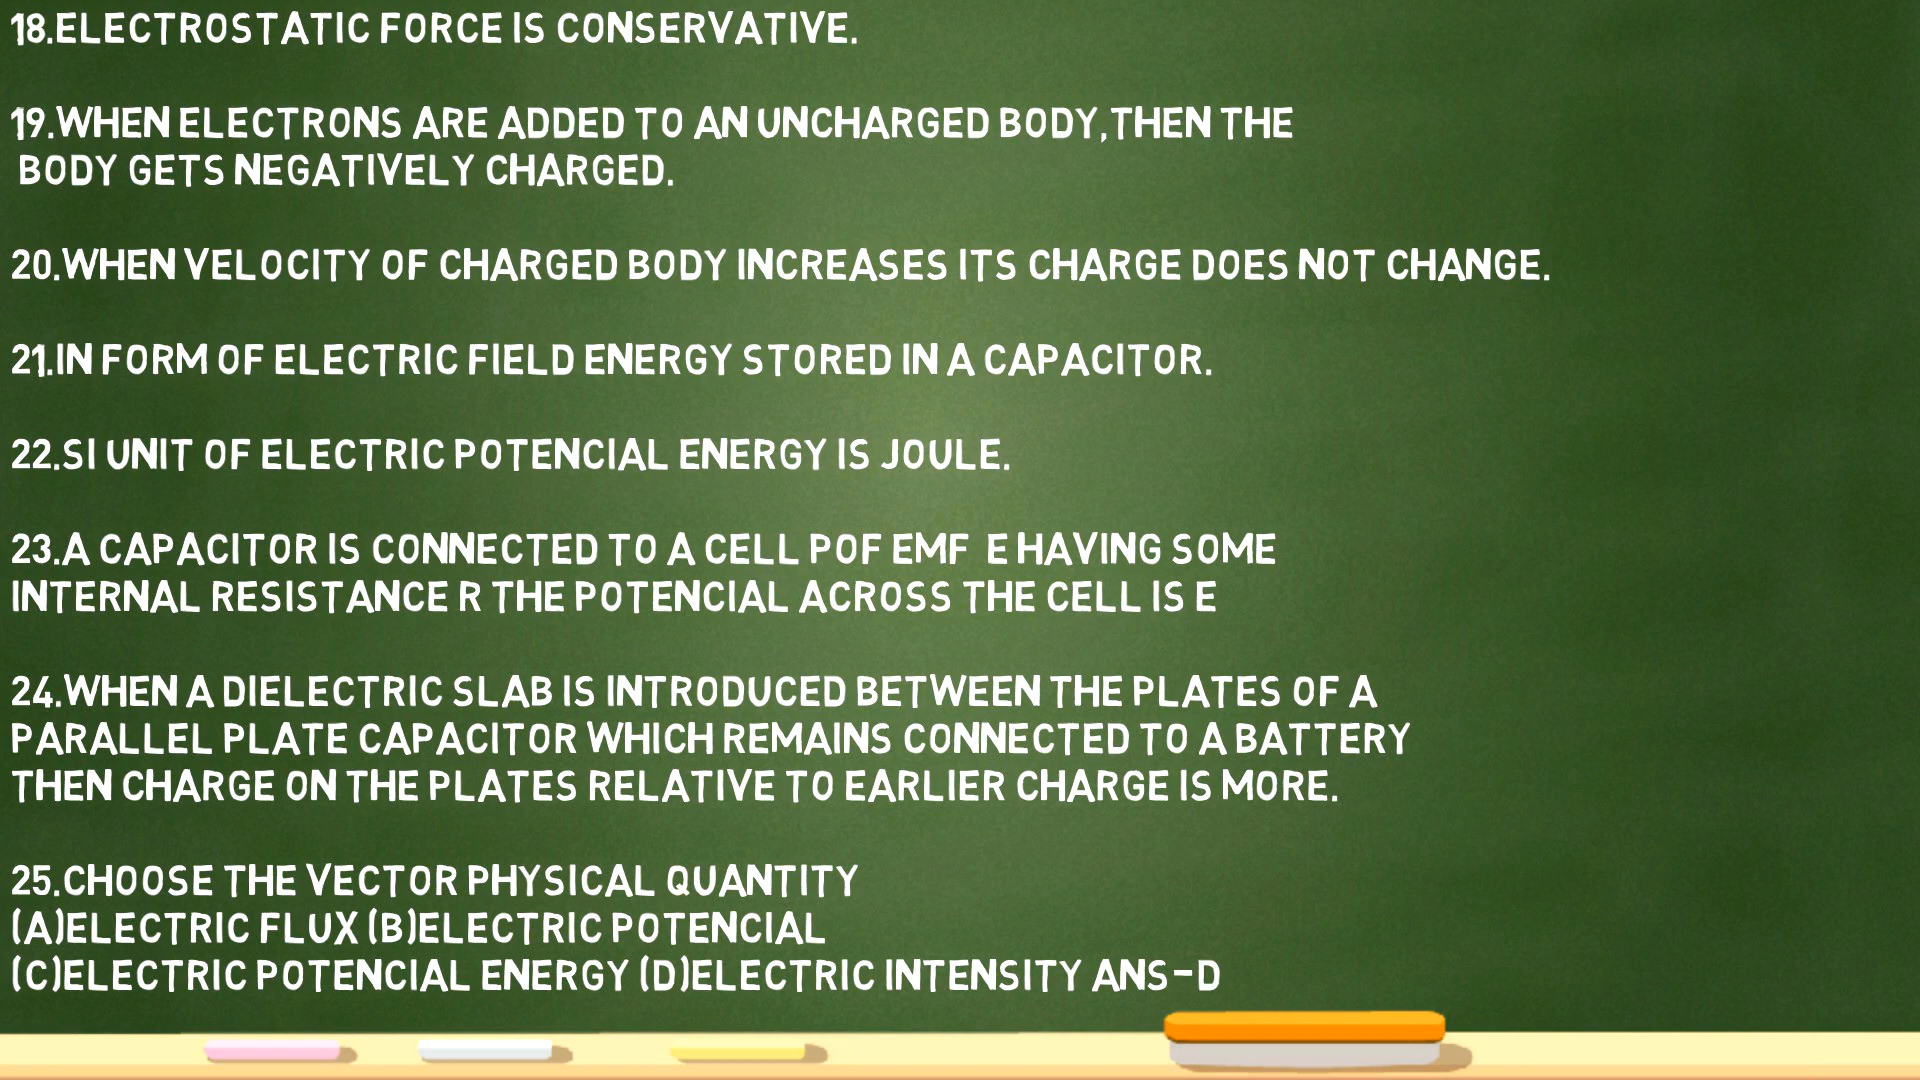 18.ELECTROSTATIC FORCE IS CONSERVATIVE.
19.WHEN ELECTRONS ARE ADDED TO AN UNCHARGED BODY,THEN THE
BODY GETS NEGATIVELY CHARGED.
20.WHEN VELOCITY OF CHARGED BODY INCREASES ITS CHARGE DOES NOT CHANGE.
21.IN FORM OF ELECTRIC FIELD ENERGY STORED IN A CAPACITOR.
22.SI UNIT OF ELECTRIC POTENCIAL ENERGY IS JOULE.
23.A CAPACITOR IS CONNECTED TO A CELL POF EMF E HAVING SOME
INTERNAL RESISTANCE R THE POTENCIAL ACROSS THE CELL IS E
24.WHEN A DIELECTRIC SLAB IS INTRODUCED BETWEEN THE PLATES OF A
PARALLEL PLATE CAPACITOR WHICH REMAINS CONNECTED TO A BATTERY
THEN CHARGE ON THE PLATES RELATIVE TO EARLIER CHARGE IS MORE.
25.CHOOSE THE VECTOR PHYSICAL QUANTITY
(A)ELECTRIC FLUX (B)ELECTRIC POTENCIAL
(C)ELECTRIC POTENCIAL ENERGY (D)ELECTRIC INTENSITY ANS-D